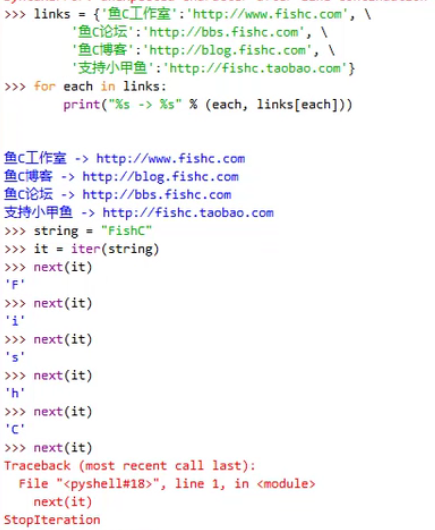 >>> links = {'鱼C工作室':'http://www.fishc.com', \
'鱼C论坛':'http://bbs.fishc.com', \
'鱼C博客':'http://blog.fishc.com', \
'支持小甲鱼':'http://fishc.taobao.com'}
>>> for each in links:
print("%s -> %s" % (each, links[each]))
鱼C工作室 -> http://www.fishc.com
鱼C博客 -> http://blog.fishc.com
鱼C论坛 -> http://bbs.fishc.com
支持小甲鱼 -> http://fishc.taobao.com
>>> string = "FishC"
>>> it = iter(string)
>>> next(it)
'F'
>>> next(it)
'i'
>>> next(it)
's'
>>> next(it)
'h'
>>> next(it)
'C'
>>> next(it)
Traceback (most recent call last):
File "<pyshell#18>", line 1, in <module>
next(it)
StopIteration